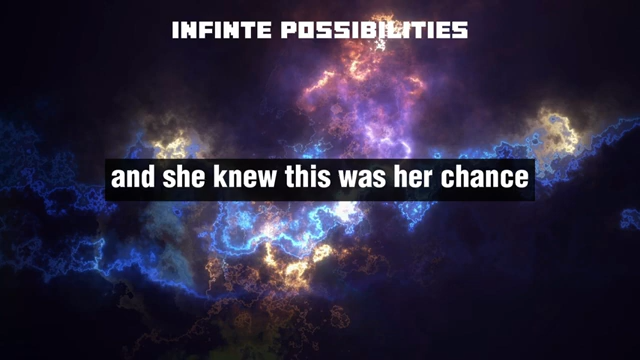 INFINTE POSSIBILITIES
and she knew this was her chance